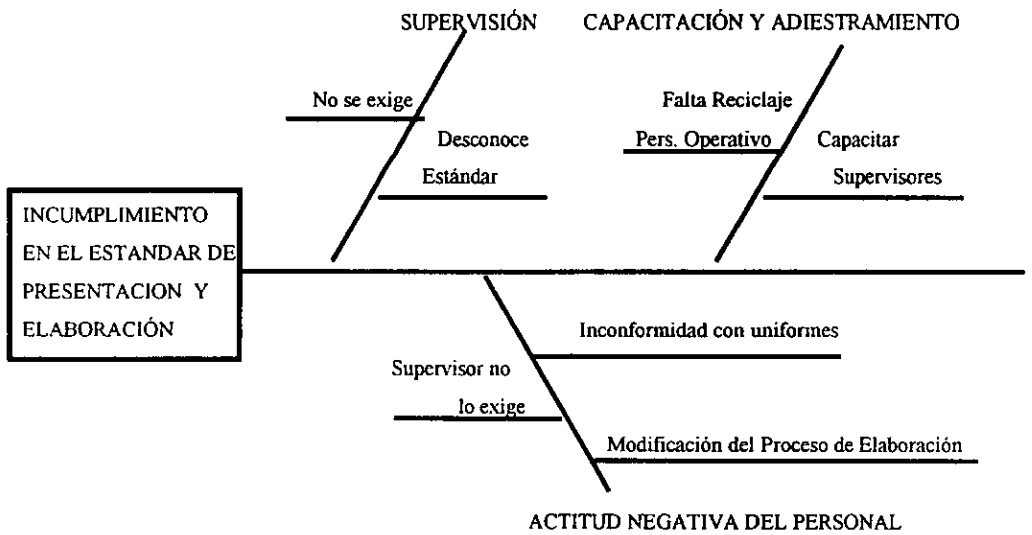 SUPERVISIÓN
CAPACITACIÓN Y ADIESTRAMIENTO
No se exige
Desconoce
Estándar
Falta Reciclaje
Pers. Operativo
Capacitar
Supervisores
INCUMPLIMIENTO
EN EL ESTANDAR DE
PRESENTACION Y
ELABORACIÓN
Inconformidad con uniformes
Supervisor no
lo exige
Modificación del Proceso de Elaboración
ACTITUD NEGATIVA DEL PERSONAL